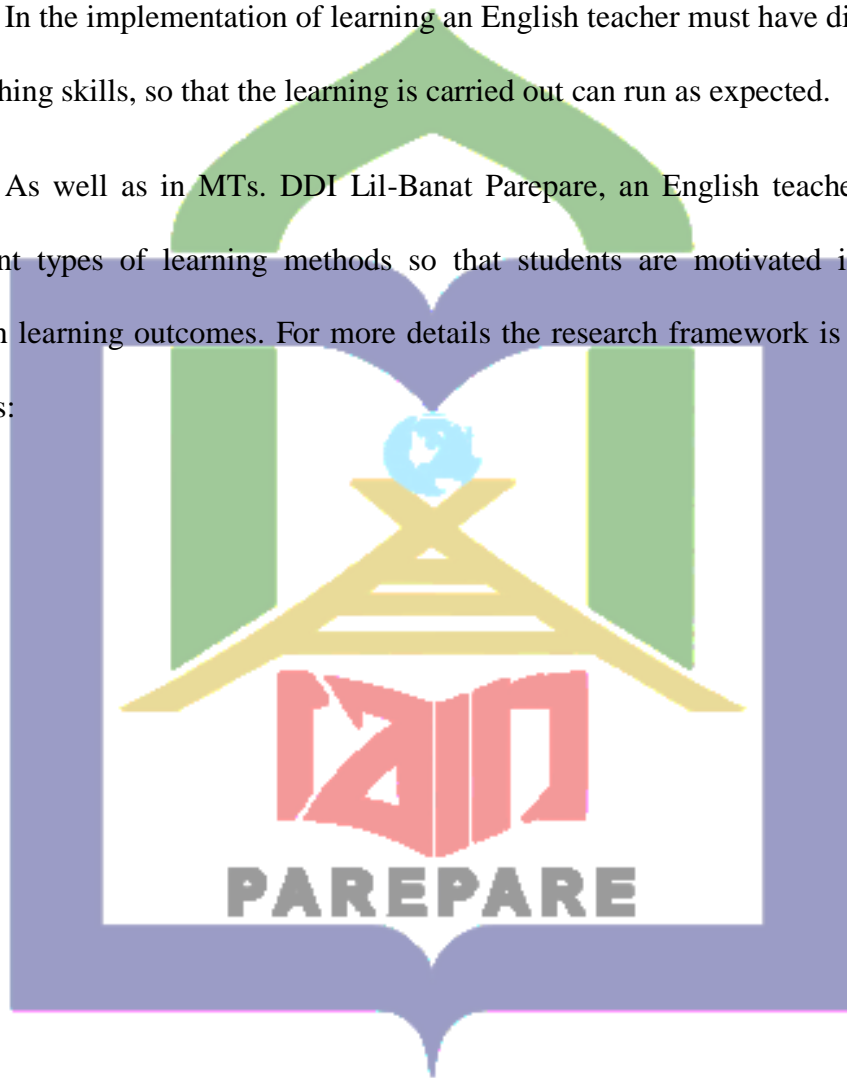 In the implementation of learning an English teacher must have di
hing skills, so that the learning is carried out can run as expected.
As well as in MTs. DDI Lil-Banat Parepare, an English teache
nt types of learning methods so that students are motivated i
n learning outcomes. For more details the research framework is
s:
iain
PAREPARE